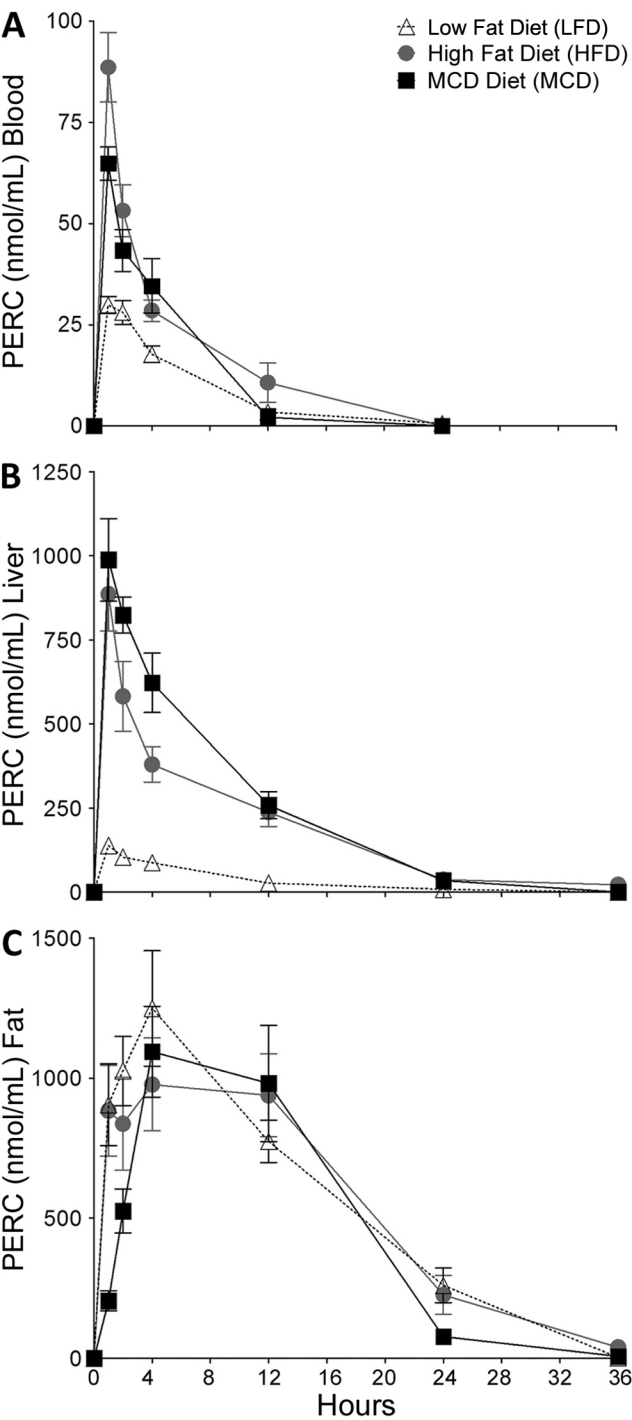 A
Low Fat Diet (LFD)
High Fat Diet (HFD)
MCD Diet (MCD)
PERC (nmol/mL) Blood
100
75
50
25
0
B
PERC (nmol/mL) Liver
1250
1000
750
500
250
0
C
PERC (nmol/mL) Fat
1500
1000
500
0
0 4 8 12 16 20 24 28 32 36
Hours